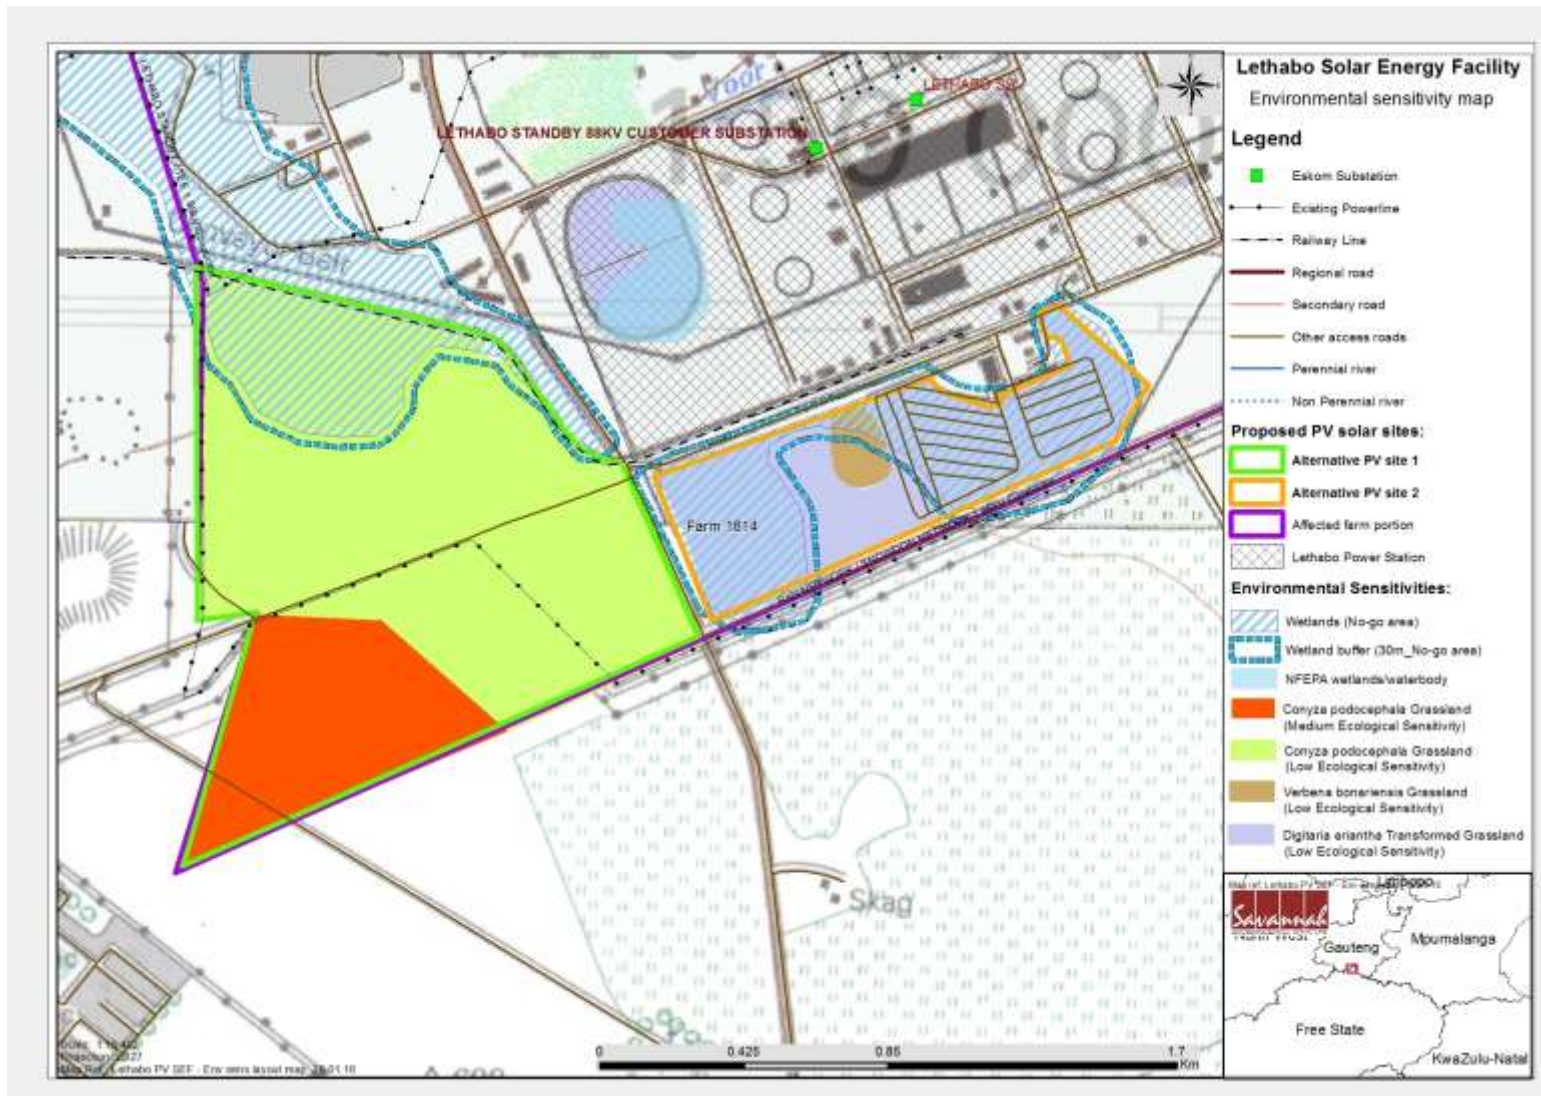 Lethabo Solar Energy Facility
Environmental sensitivity map
Legend
Eskom Substation
Existing Powerline
Railway Line
Regional road
Secondary road
Other access roads
Perennial river
Non Perennial river
Proposed PV solar sites:
Alternative PV site 1
Alternative PV site 2
Affected farm portion
Lethabo Power Station
Environmental Sensitivities:
Wetlands (No-go area)
Wetland buffer (30m_No-go area)
NFEPA wetlands/waterbody
Conyza podocephala Grassland
(Medium Ecological Sensitivity)
Conyza podocephala Grassland
(Low Ecological Sensitivity)
Verbena bonariensis Grassland
(Low Ecological Sensitivity)
Digitaria eriantha Transformed Grassland
(Low Ecological Sensitivity)
Voor
LETHABO STANDBY 88KV CUSTOMER SUBSTATION
Farm 1814
Skag
0 0.425 0.85 1.7
Km
Savannah
Gauteng
Mpumalanga
Free State
KwaZulu-Natal